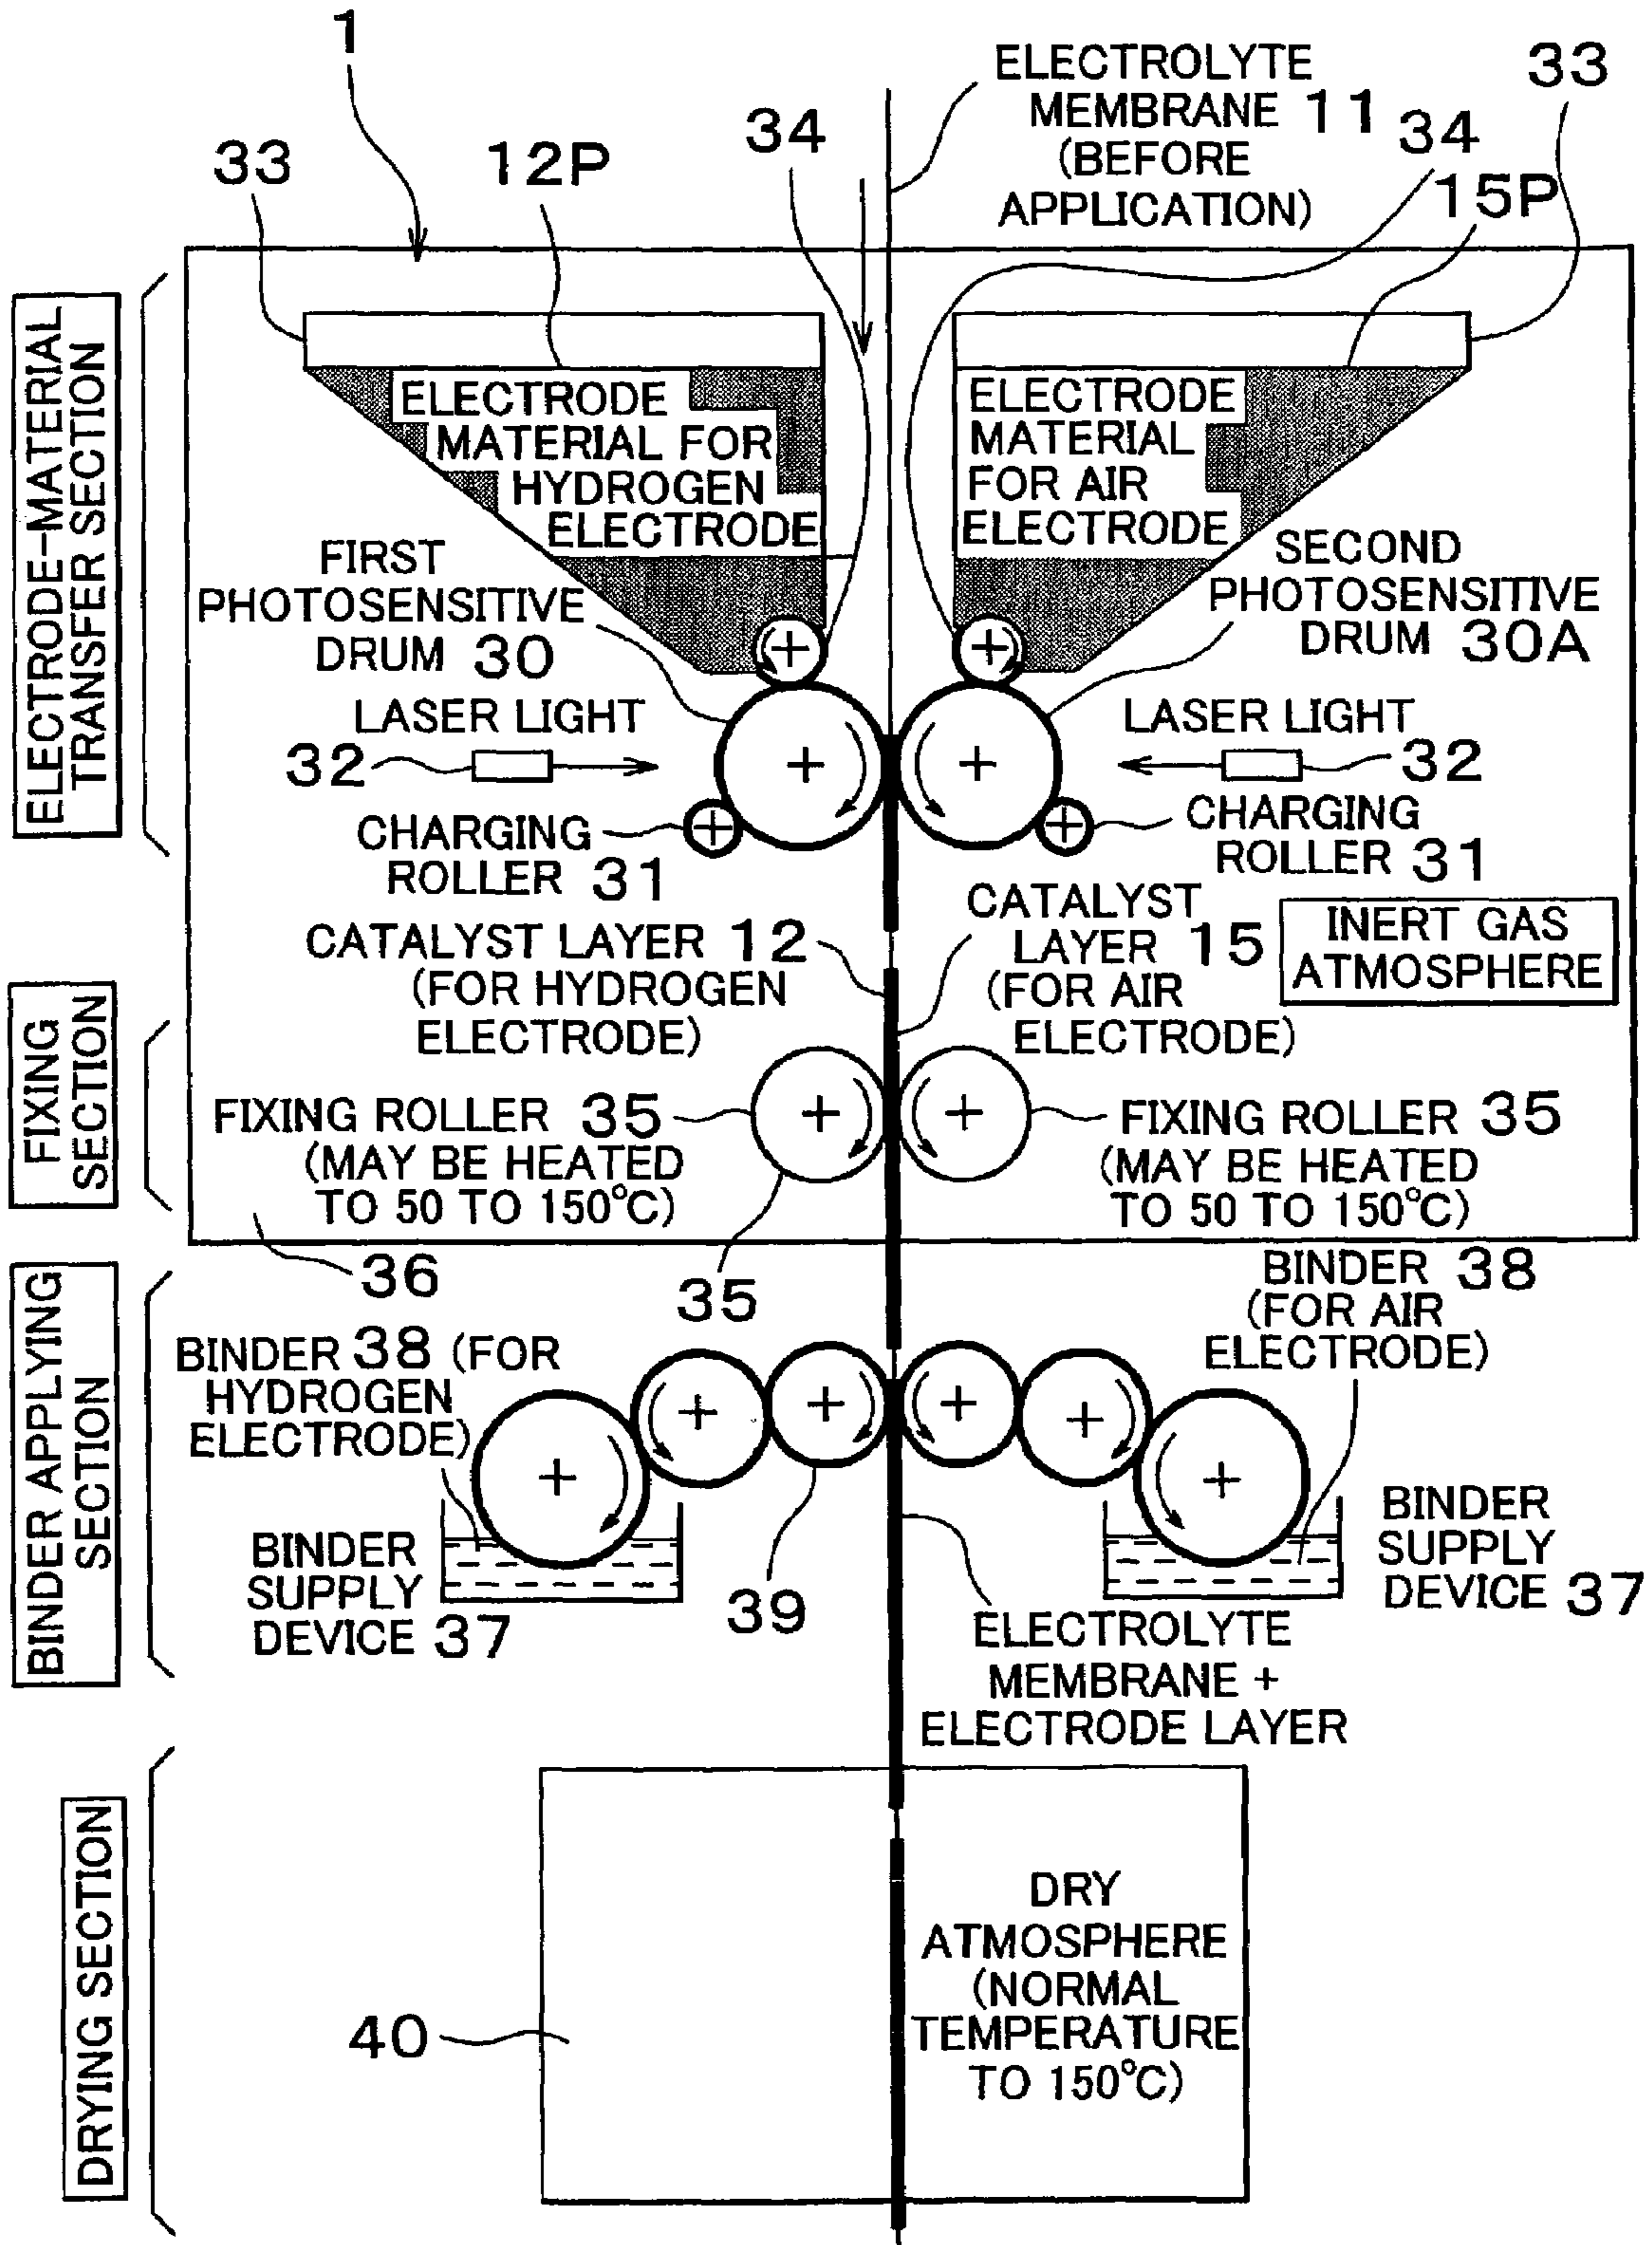 1
ELECTROLYTE
MEMBRANE 11
(BEFORE
APPLICATION)
33
34
33
12P
34
15P
ELECTRODE-MATERIAL
TRANSFER SECTION
ELECTRODE
MATERIAL FOR
HYDROGEN
ELECTRODE
ELECTRODE
MATERIAL
FOR AIR
ELECTRODE
FIRST
PHOTOSENSITIVE
DRUM 30
SECOND
PHOTOSENSITIVE
DRUM 30A
LASER LIGHT
32
LASER LIGHT
32
CHARGING
ROLLER 31
CHARGING
ROLLER 31
CATALYST LAYER 12
(FOR HYDROGEN
ELECTRODE)
CATALYST
LAYER 15
(FOR AIR
ELECTRODE)
INERT GAS
ATMOSPHERE
FIXING
SECTION
FIXING ROLLER 35
(MAY BE HEATED
TO 50 TO 150°C)
FIXING ROLLER 35
(MAY BE HEATED
TO 50 TO 150°C)
36
35
BINDER APPLYING
SECTION
BINDER 38 (FOR
HYDROGEN
ELECTRODE)
BINDER 38
(FOR AIR
ELECTRODE)
BINDER
SUPPLY
DEVICE 37
39
BINDER
SUPPLY
DEVICE 37
ELECTROLYTE
MEMBRANE +
ELECTRODE LAYER
DRYING SECTION
40
DRY
ATMOSPHERE
(NORMAL
TEMPERATURE
TO 150°C)